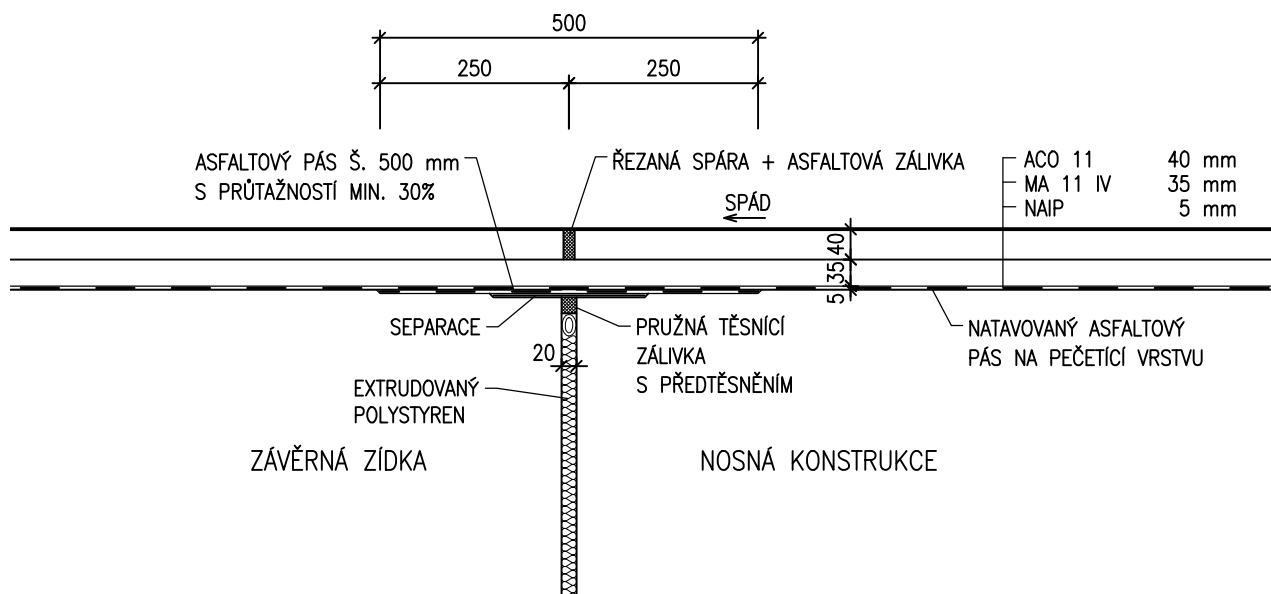 500
250 250
ASFALTOVÝ PÁS Š. 500 mm
S PRŮTAŽNOSTÍ MIN. 30%
ŘEZANÁ SPÁRA + ASFALTOVÁ ZÁLIVKA
ACO 11 40 mm
MA 11 IV 35 mm
NAIP 5 mm
SPÁD
40
35
5
SEPARACE
PRUŽNÁ TĚSNÍCÍ
ZÁLIVKA
S PŘEDTĚSNĚNÍM
NATAVOVANÝ ASFALTOVÝ
PÁS NA PEČETÍCÍ VRSTVU
20
EXTRUDOVANÝ
POLYSTYREN
ZÁVĚRNÁ ZÍDKA
NOSNÁ KONSTRUKCE